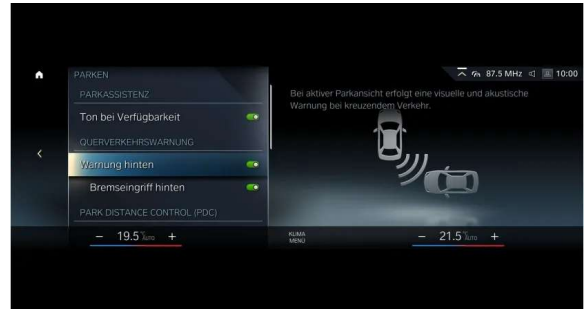 PARKEN
87.5 MHz
10:00
PARKASSISTENZ
Ton bei Verfügbarkeit
QUERVERKEHRSWARNUNG
Warnung hinten
Bremseingriff hinten
PARK DISTANCE CONTROL (PDC)
Bei aktiver Parkansicht erfolgt eine visuelle und akustische
Warnung bei kreuzendem Verkehr.
− 19.5 °C AUTO +
KLIMA
MENÜ
− 21.5 °C AUTO +